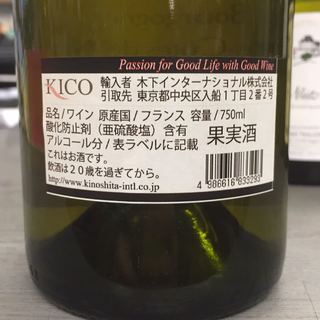 Passion for Good Life with Good Wine
KICO
輸入者 木下インターナショナル株式会社
引取先 東京都中央区入船1丁目2番2号
品名/ワイン 原産国/フランス 容量/750ml
酸化防止剤（亜硫酸塩）含有
アルコール分/表ラベルに記載
果実酒
これはお酒です。
飲酒は20歳を過ぎてから。
www.kinoshita-intl.co.jp
4 986616 833293